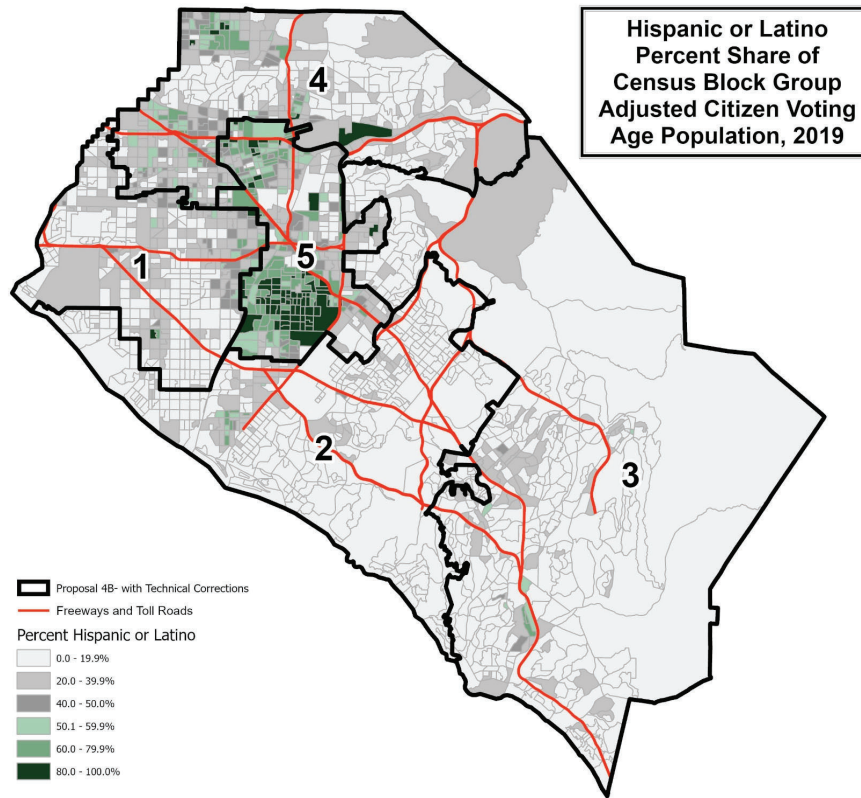 Hispanic or Latino
Percent Share of
Census Block Group
Adjusted Citizen Voting
Age Population, 2019
4
1
5
2
3
Proposal 4B- with Technical Corrections
Freeways and Toll Roads
Percent Hispanic or Latino
0.0 - 19.9%
20.0 - 39.9%
40.0 - 50.0%
50.1 - 59.9%
60.0 - 79.9%
80.0 - 100.0%